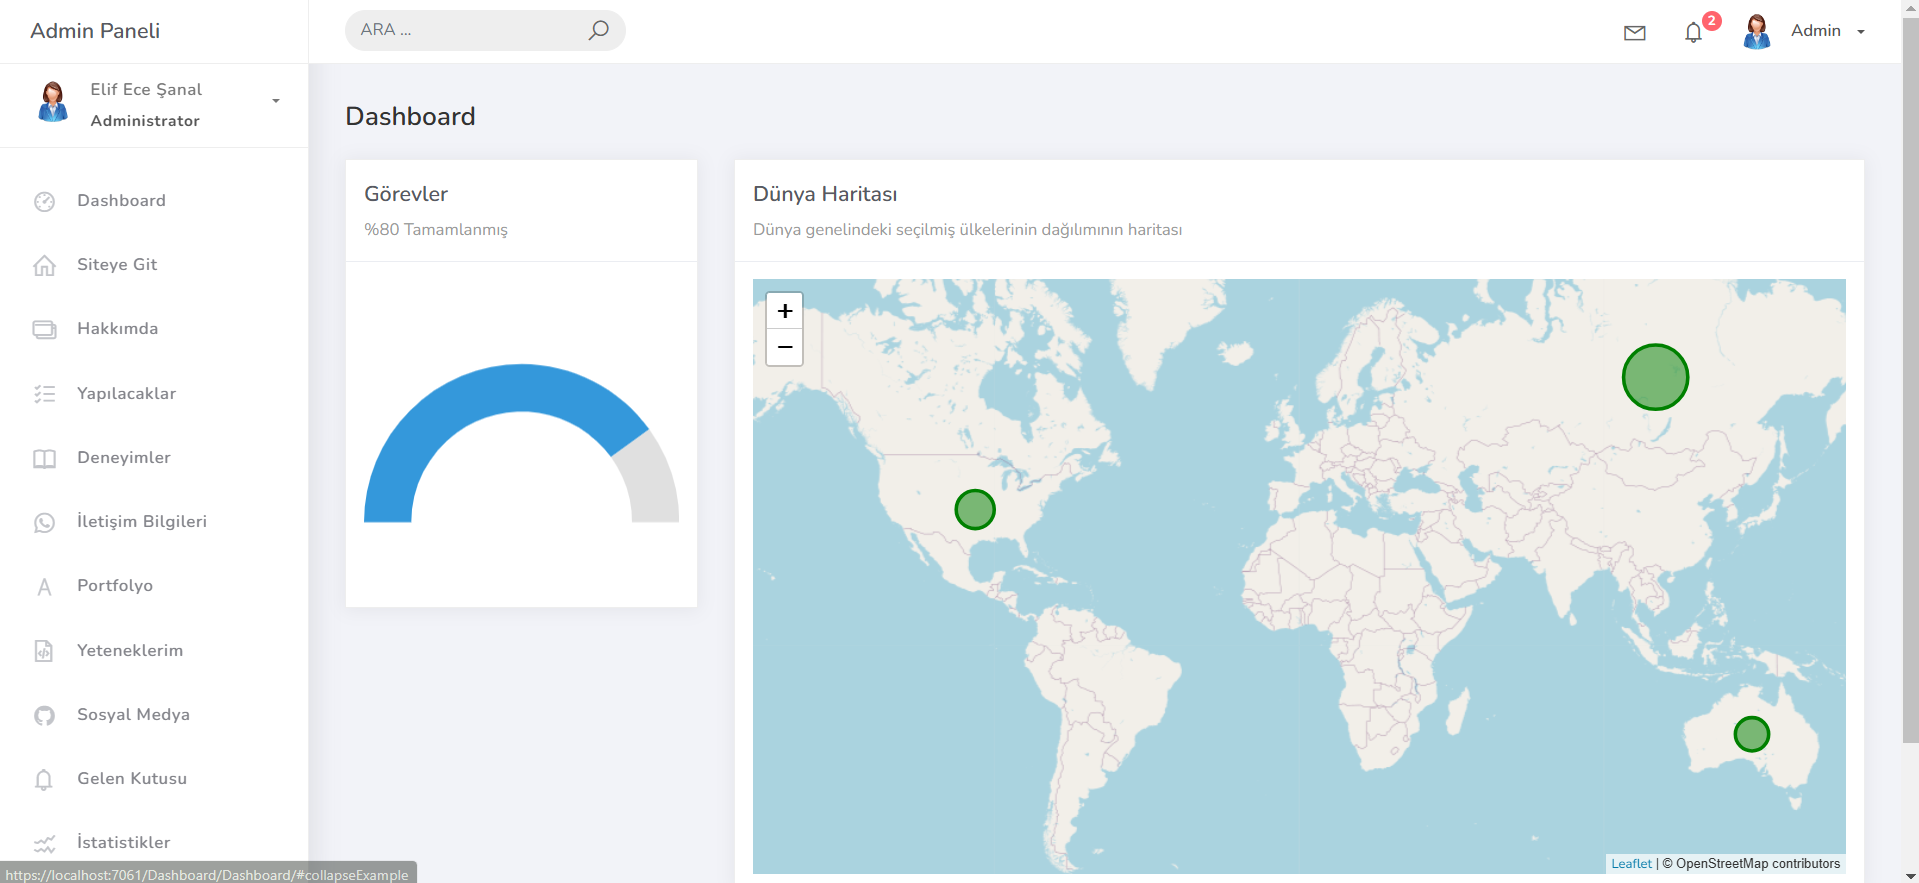 Admin Paneli
ARA ...
2
Admin
Elif Ece Şanal
Administrator
Dashboard
Siteye Git
Hakkımda
Yapılacaklar
Deneyimler
İletişim Bilgileri
Portfolyo
Yeteneklerim
Sosyal Medya
Gelen Kutusu
İstatistikler
Dashboard
Görevler
%80 Tamamlanmış
Dünya Haritası
Dünya genelindeki seçilmiş ülkelerinin dağılımının haritası
+
−
Leaflet | © OpenStreetMap contributors
https://localhost:7061/Dashboard/Dashboard/#collapseExample